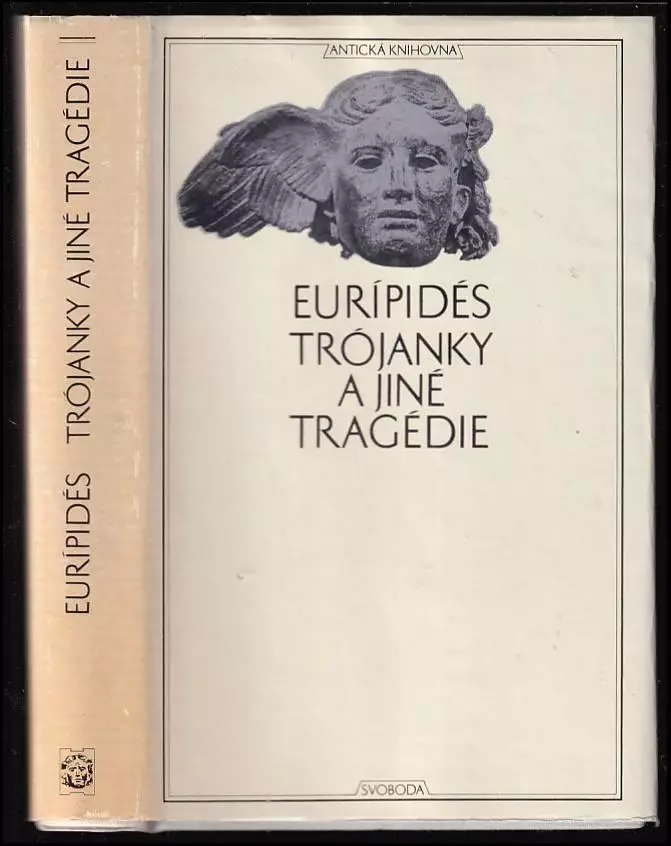 EURÍPIDÉS TRÓJANKY A JINÉ TRAGÉDIE
ANTICKÁ KNIHOVNA
EURÍPIDÉS
TRÓJANKY
A JINÉ
TRAGÉDIE
SVOBODA